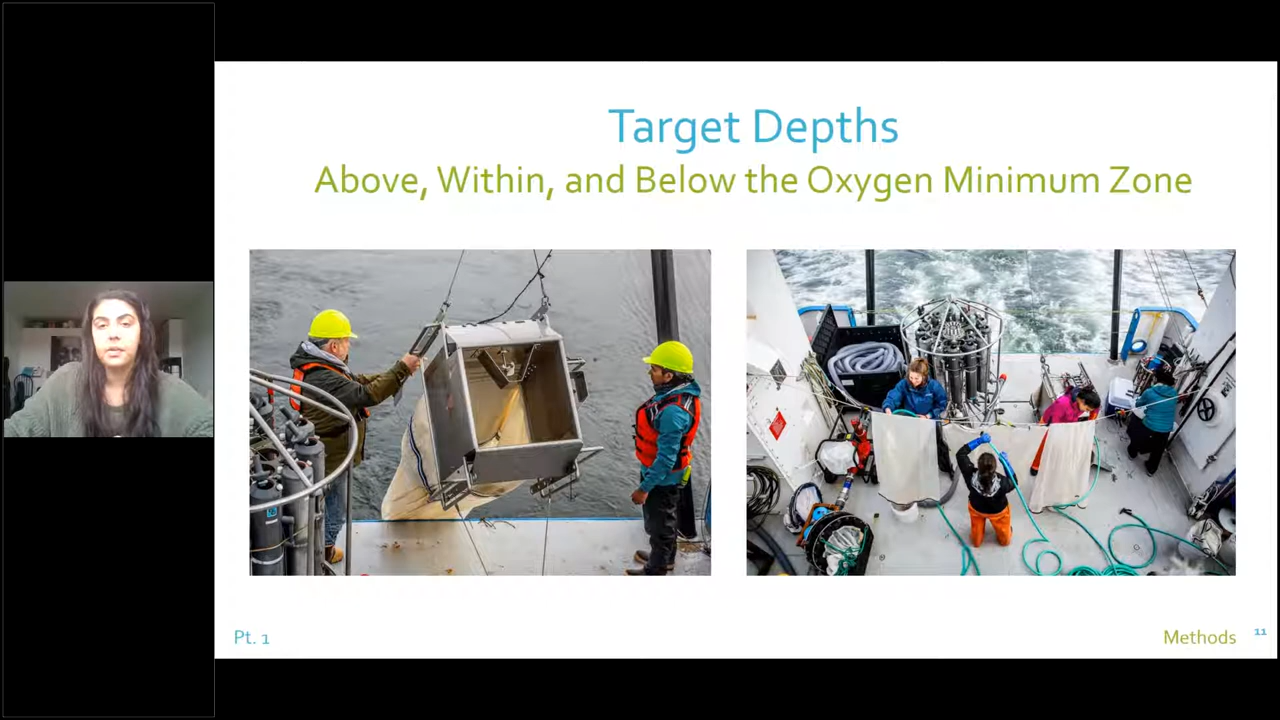 Target Depths
Above, Within, and Below the Oxygen Minimum Zone
Pt. 1
Methods
11